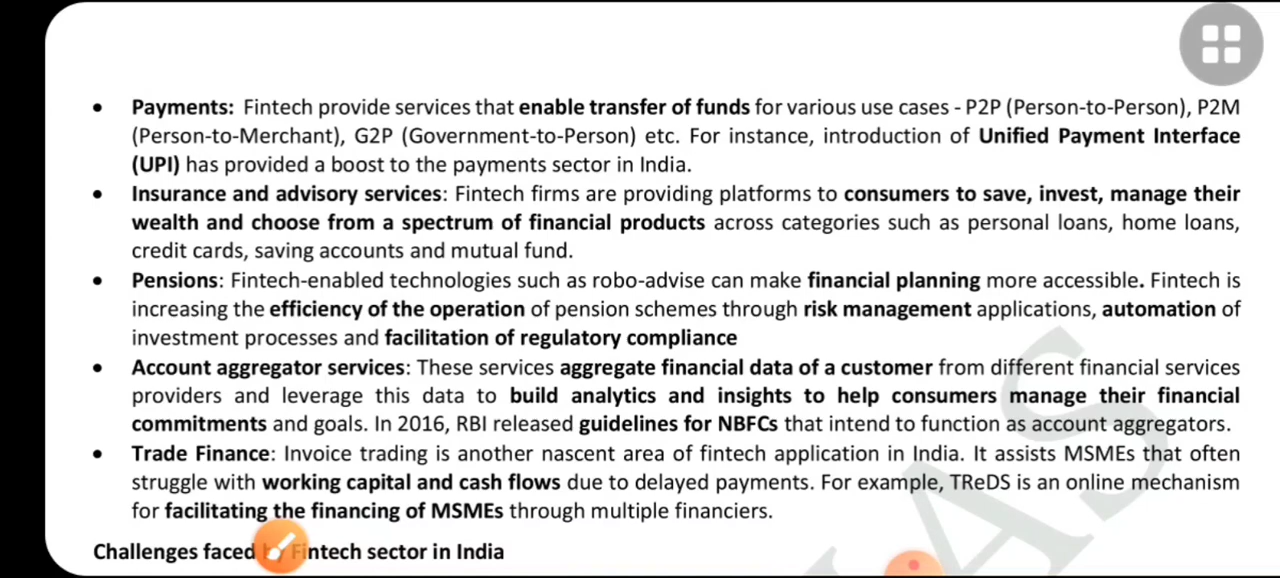 • Payments: Fintech provide services that enable transfer of funds for various use cases - P2P (Person-to-Person), P2M
(Person-to-Merchant), G2P (Government-to-Person) etc. For instance, introduction of Unified Payment Interface
(UPI) has provided a boost to the payments sector in India.
• Insurance and advisory services: Fintech firms are providing platforms to consumers to save, invest, manage their
wealth and choose from a spectrum of financial products across categories such as personal loans, home loans,
credit cards, saving accounts and mutual fund.
• Pensions: Fintech-enabled technologies such as robo-advise can make financial planning more accessible. Fintech is
increasing the efficiency of the operation of pension schemes through risk management applications, automation of
investment processes and facilitation of regulatory compliance
• Account aggregator services: These services aggregate financial data of a customer from different financial services
providers and leverage this data to build analytics and insights to help consumers manage their financial
commitments and goals. In 2016, RBI released guidelines for NBFCs that intend to function as account aggregators.
• Trade Finance: Invoice trading is another nascent area of fintech application in India. It assists MSMEs that often
struggle with working capital and cash flows due to delayed payments. For example, TReDS is an online mechanism
for facilitating the financing of MSMEs through multiple financiers.
Challenges faced Fintech sector in India